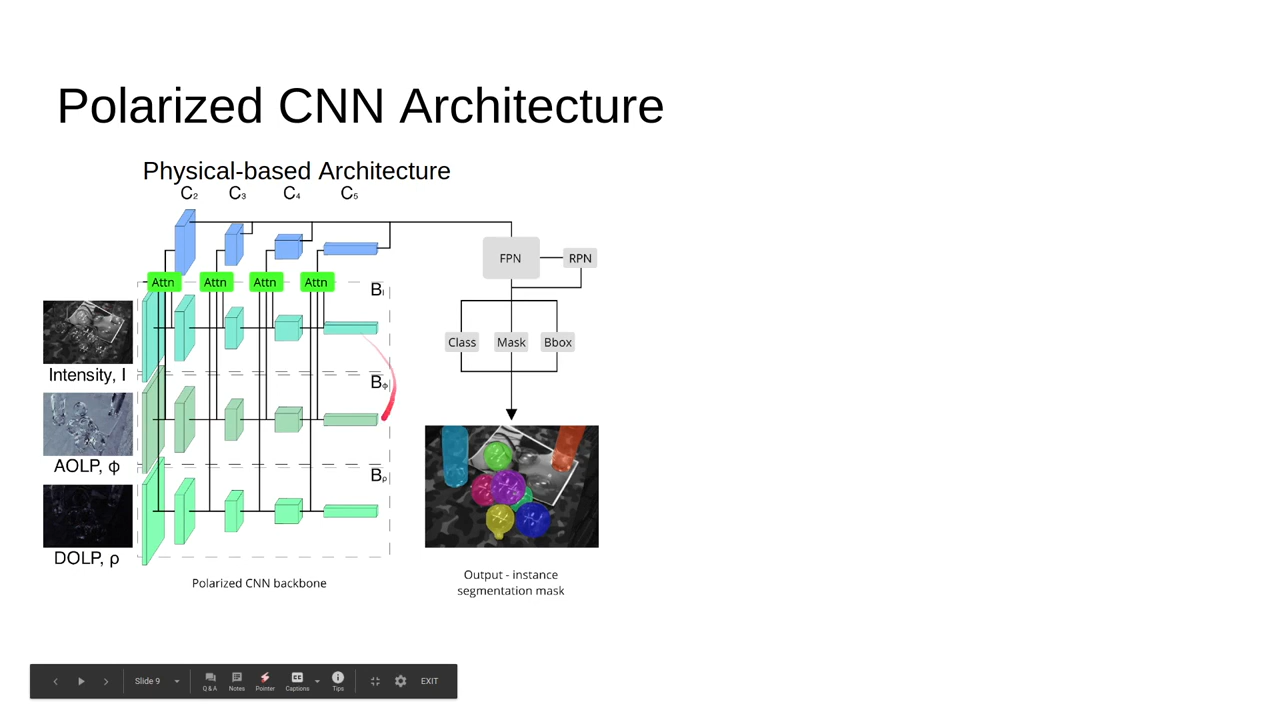 Polarized CNN Architecture
Physical-based Architecture
C₂ C₃ C₄ C₅
FPN RPN
Attn Attn Attn Attn
Bᵢ
Class Mask Bbox
Intensity, I
Bᵩ
AOLP, φ
Bᵨ
DOLP, ρ
Polarized CNN backbone
Output - instance
segmentation mask
Slide 9
Q & A Notes Pointer Captions Tips EXIT
CC